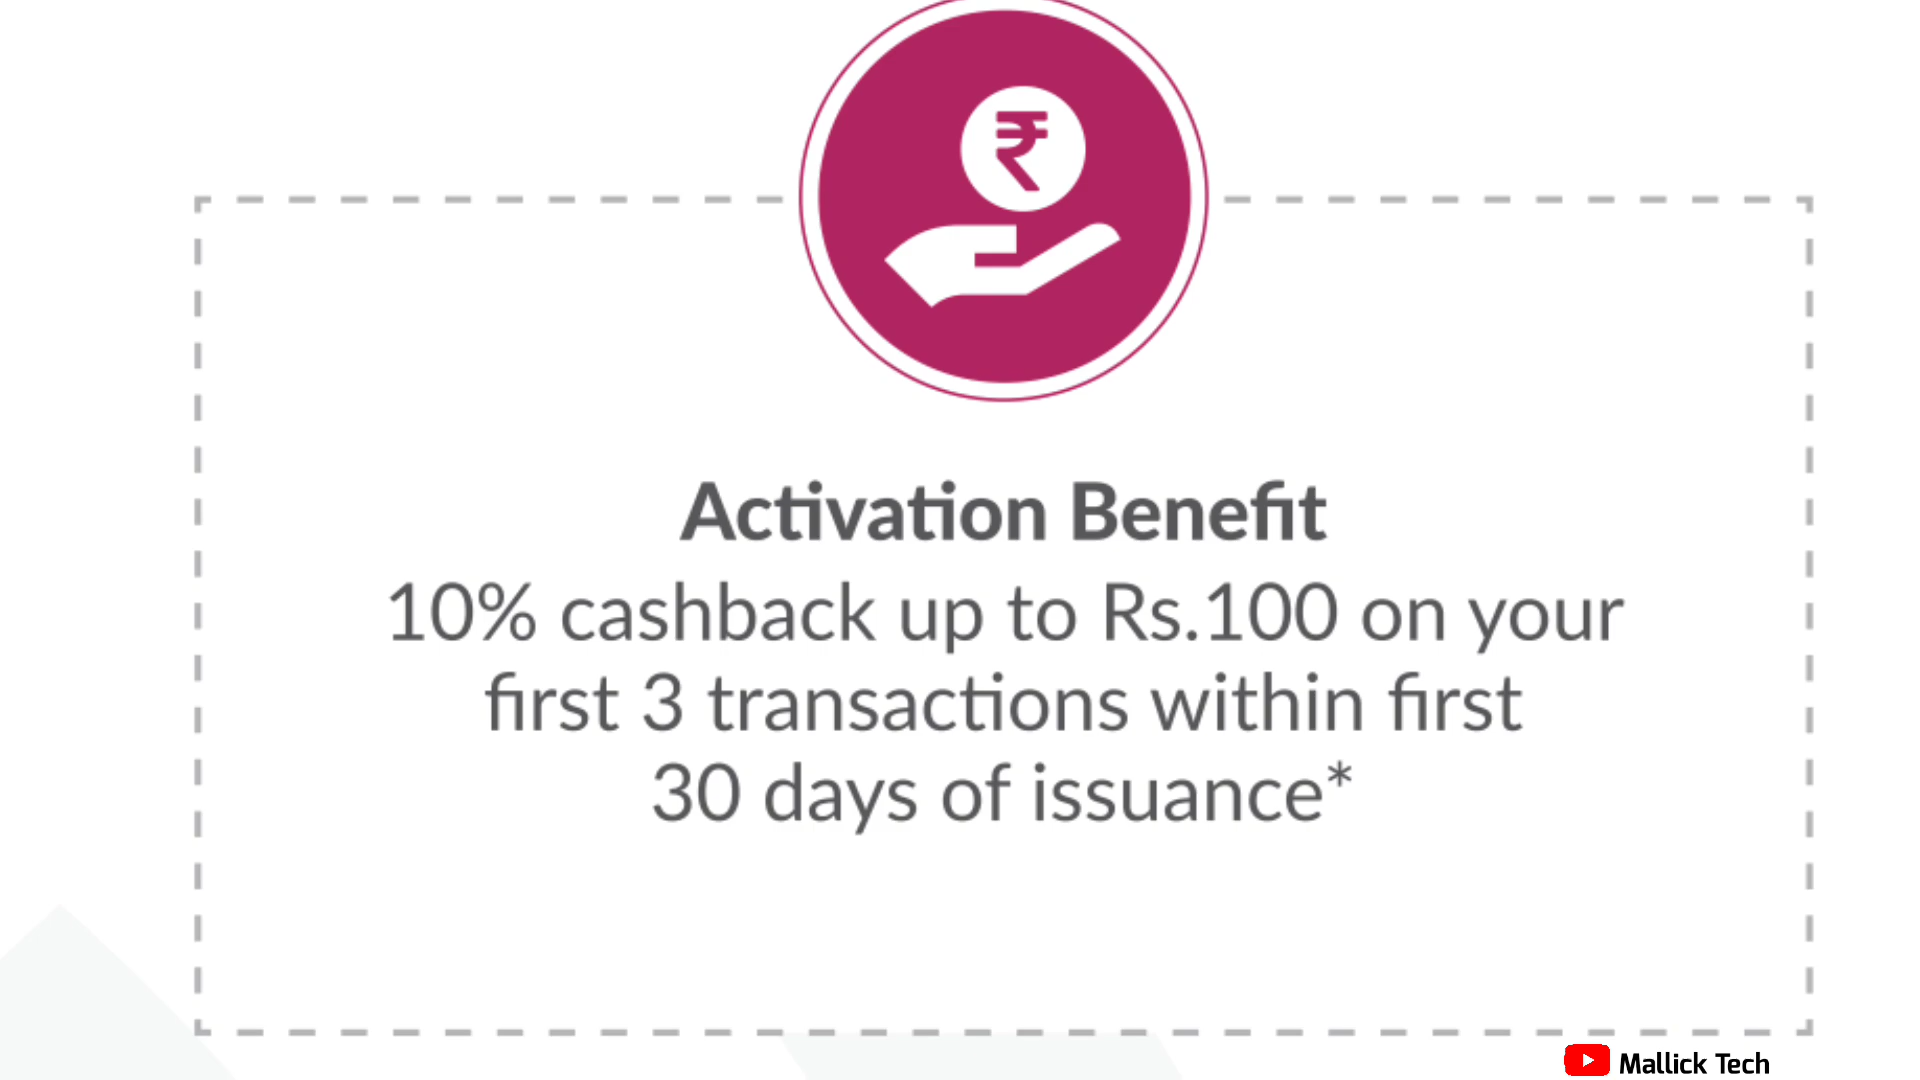 ₹
Activation Benefit
10% cashback up to Rs.100 on your
first 3 transactions within first
30 days of issuance*
Mallick Tech